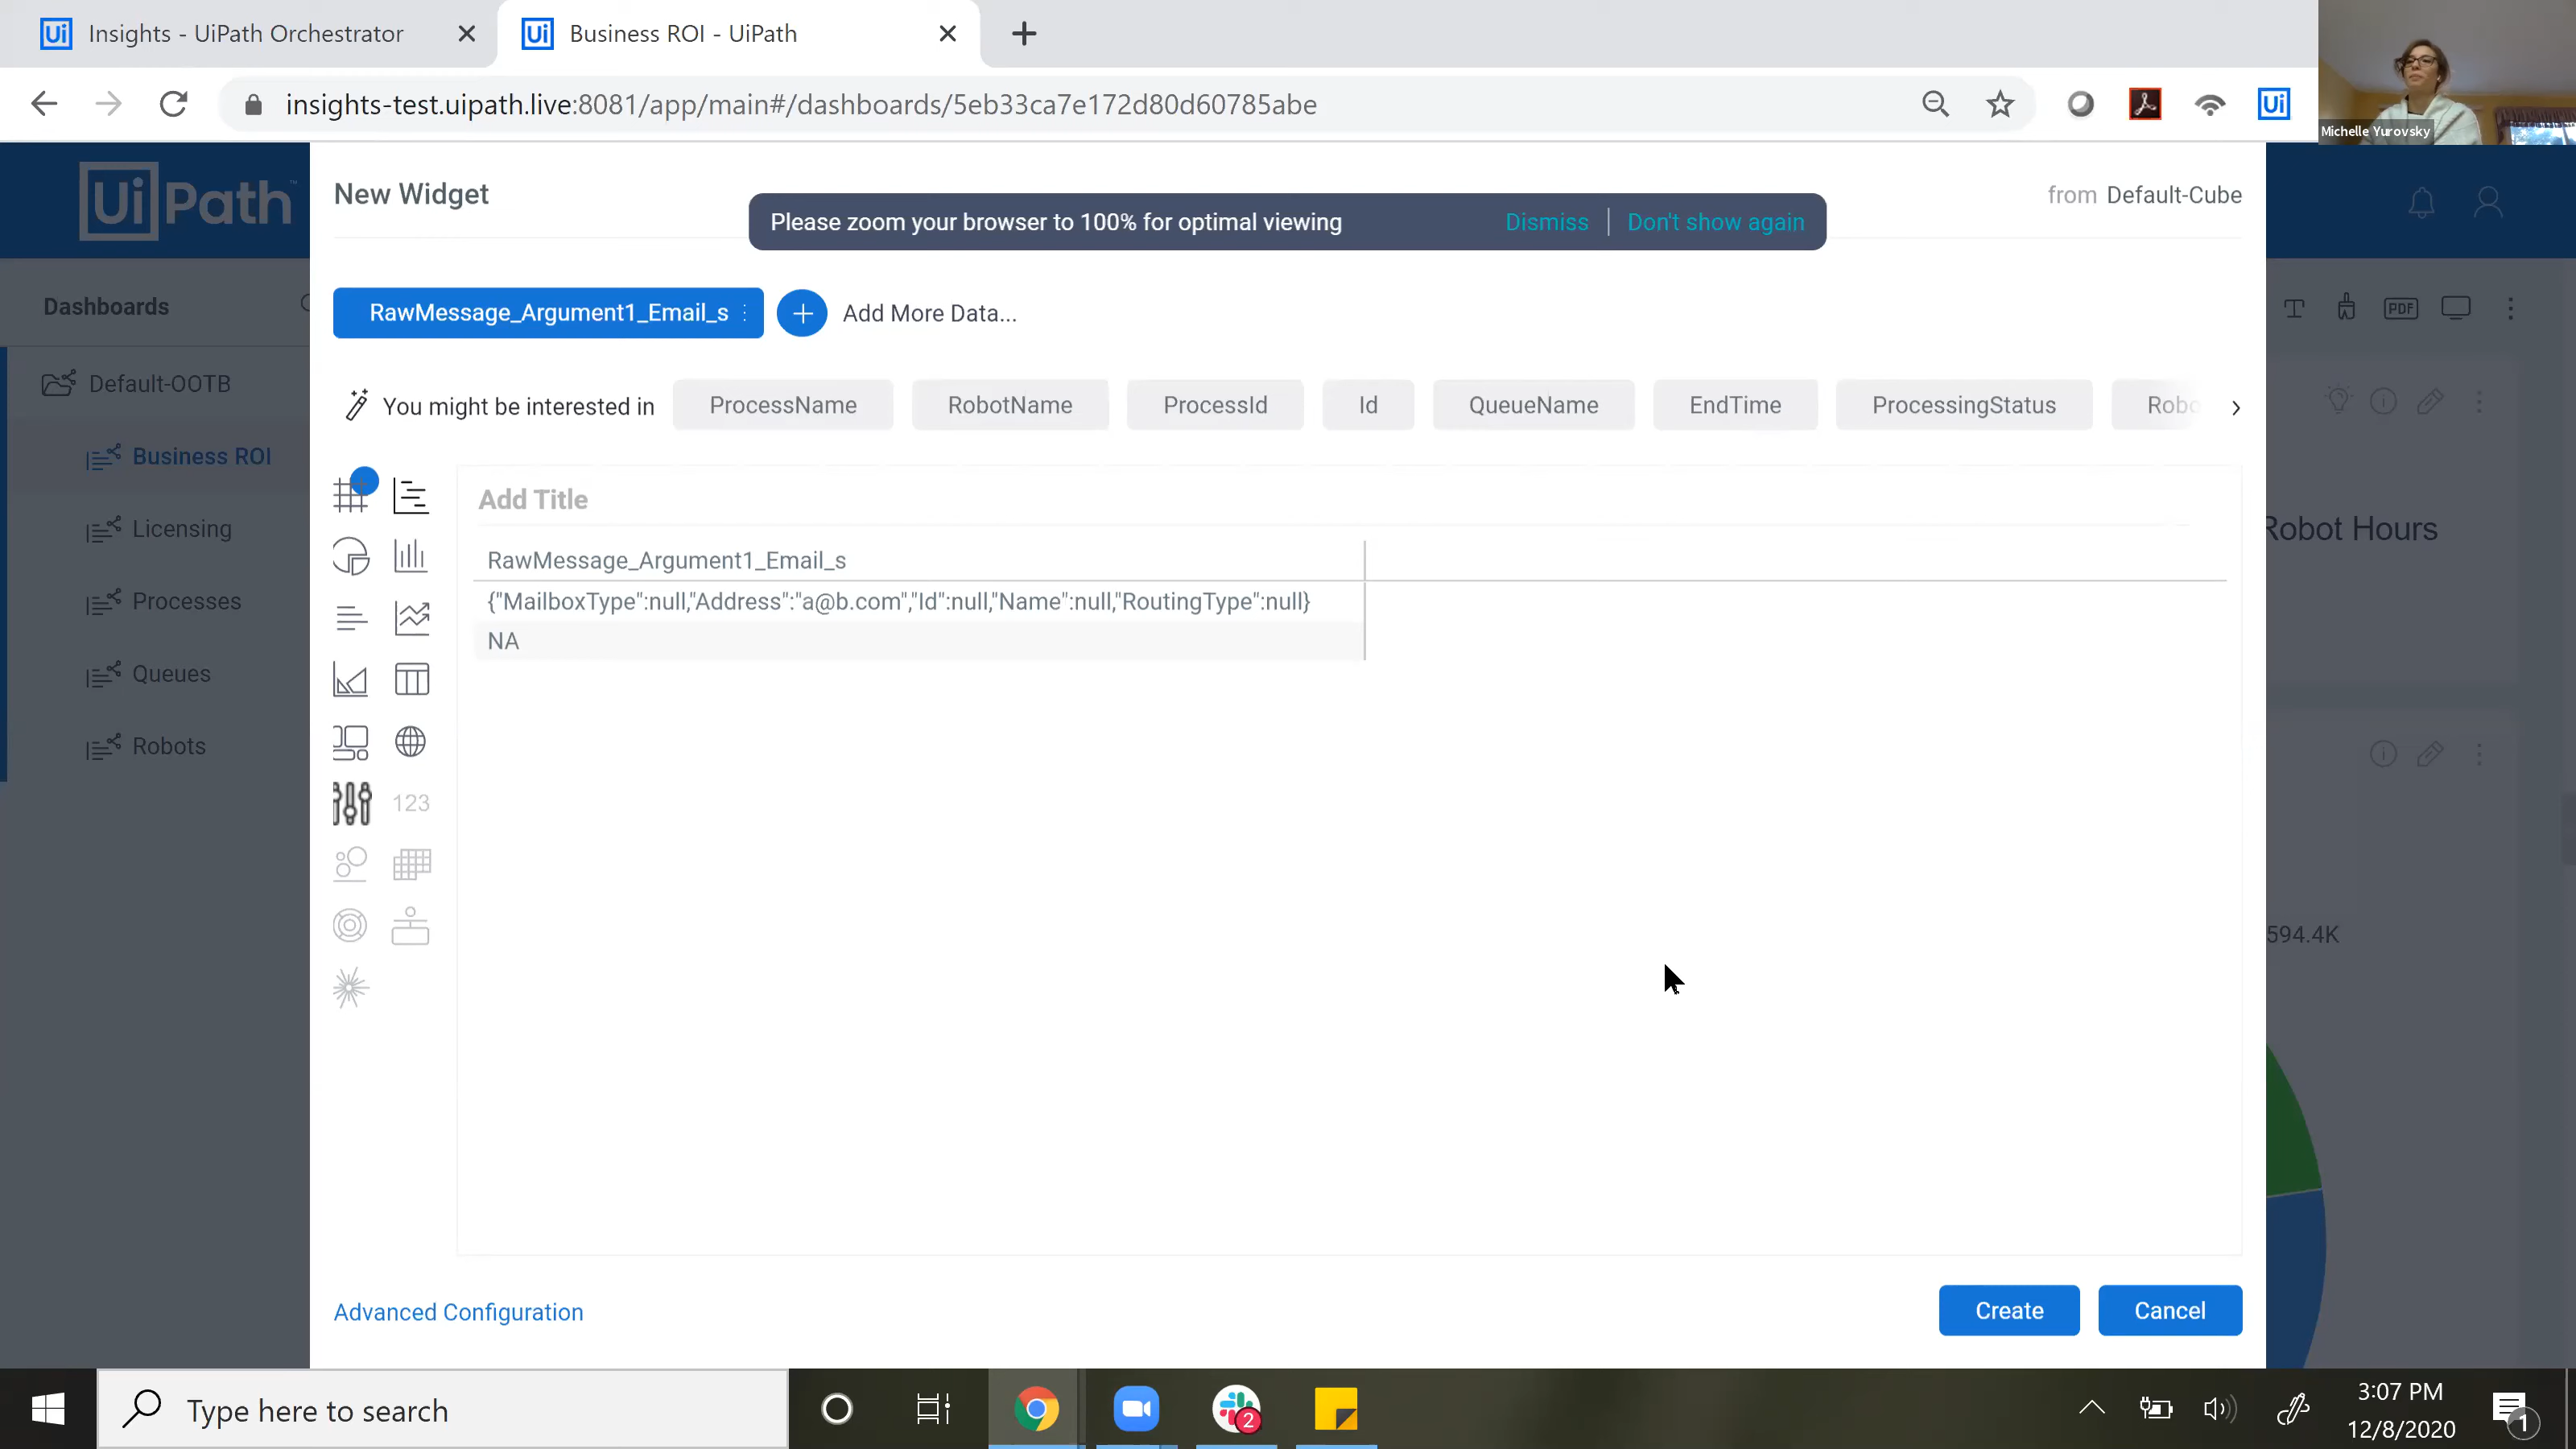 Insights - UiPath Orchestrator
Business ROI - UiPath
insights-test.uipath.live:8081/app/main#/dashboards/5eb33ca7e172d80d60785abe
Michelle Yurovsky
UiPath
New Widget
Please zoom your browser to 100% for optimal viewing Dismiss | Don't show again
from Default-Cube
Dashboards
RawMessage_Argument1_Email_s
Add More Data...
PDF
Default-OOTB
You might be interested in ProcessName RobotName ProcessId Id QueueName EndTime ProcessingStatus Robo
Business ROI
Licensing
Processes
Queues
Robots
Add Title
RawMessage_Argument1_Email_s
{"MailboxType":null,"Address":"a@b.com","Id":null,"Name":null,"RoutingType":null}
NA
123
Robot Hours
594.4K
Advanced Configuration
Create
Cancel
Type here to search
2
3:07 PM
12/8/2020
1